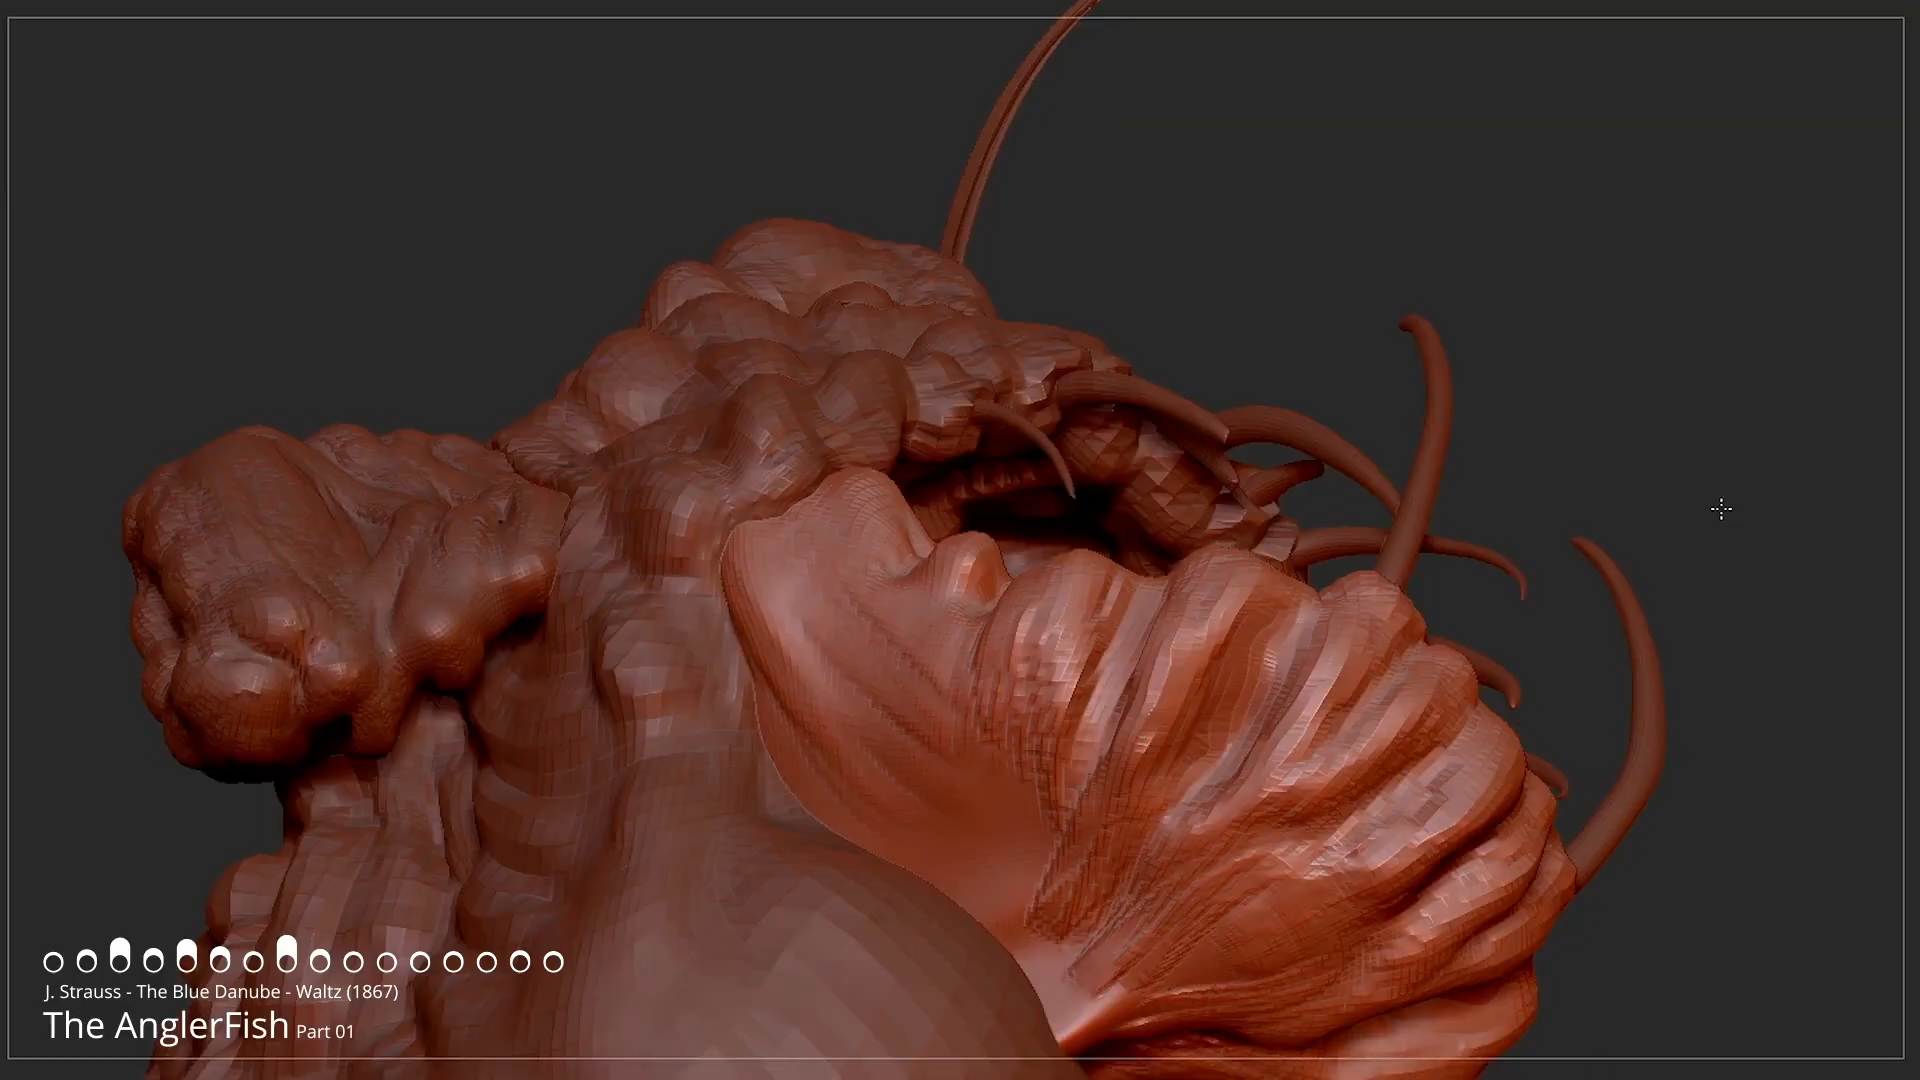 J. Strauss - The Blue Danube - Waltz (1867)
The AnglerFish Part 01